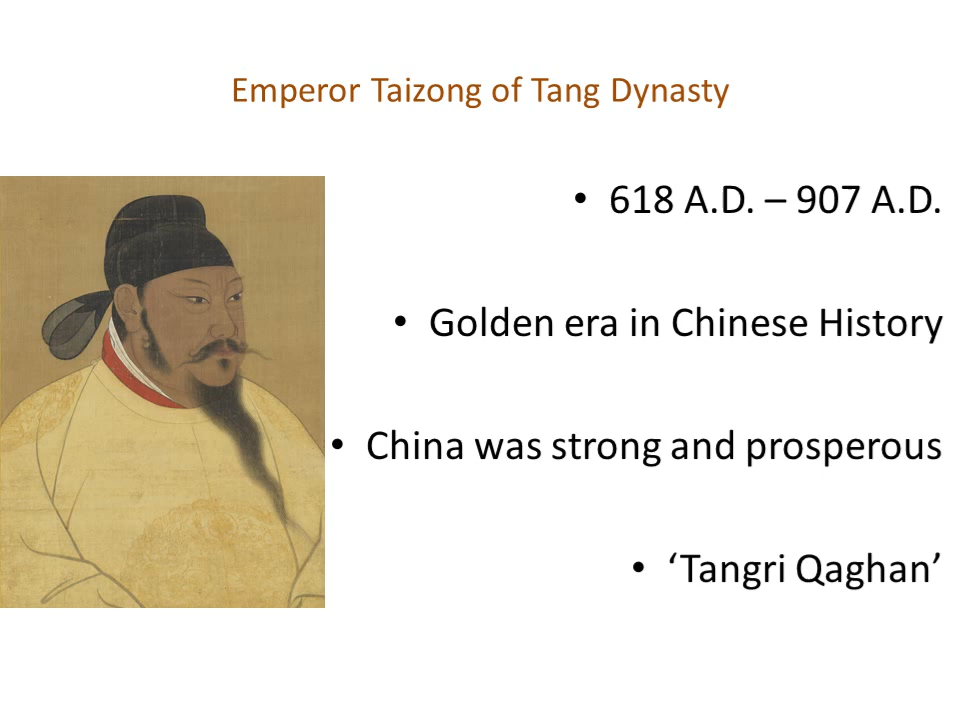 Emperor Taizong of Tang Dynasty
• 618 A.D. – 907 A.D.
• Golden era in Chinese History
• China was strong and prosperous
• ‘Tangri Qaghan’